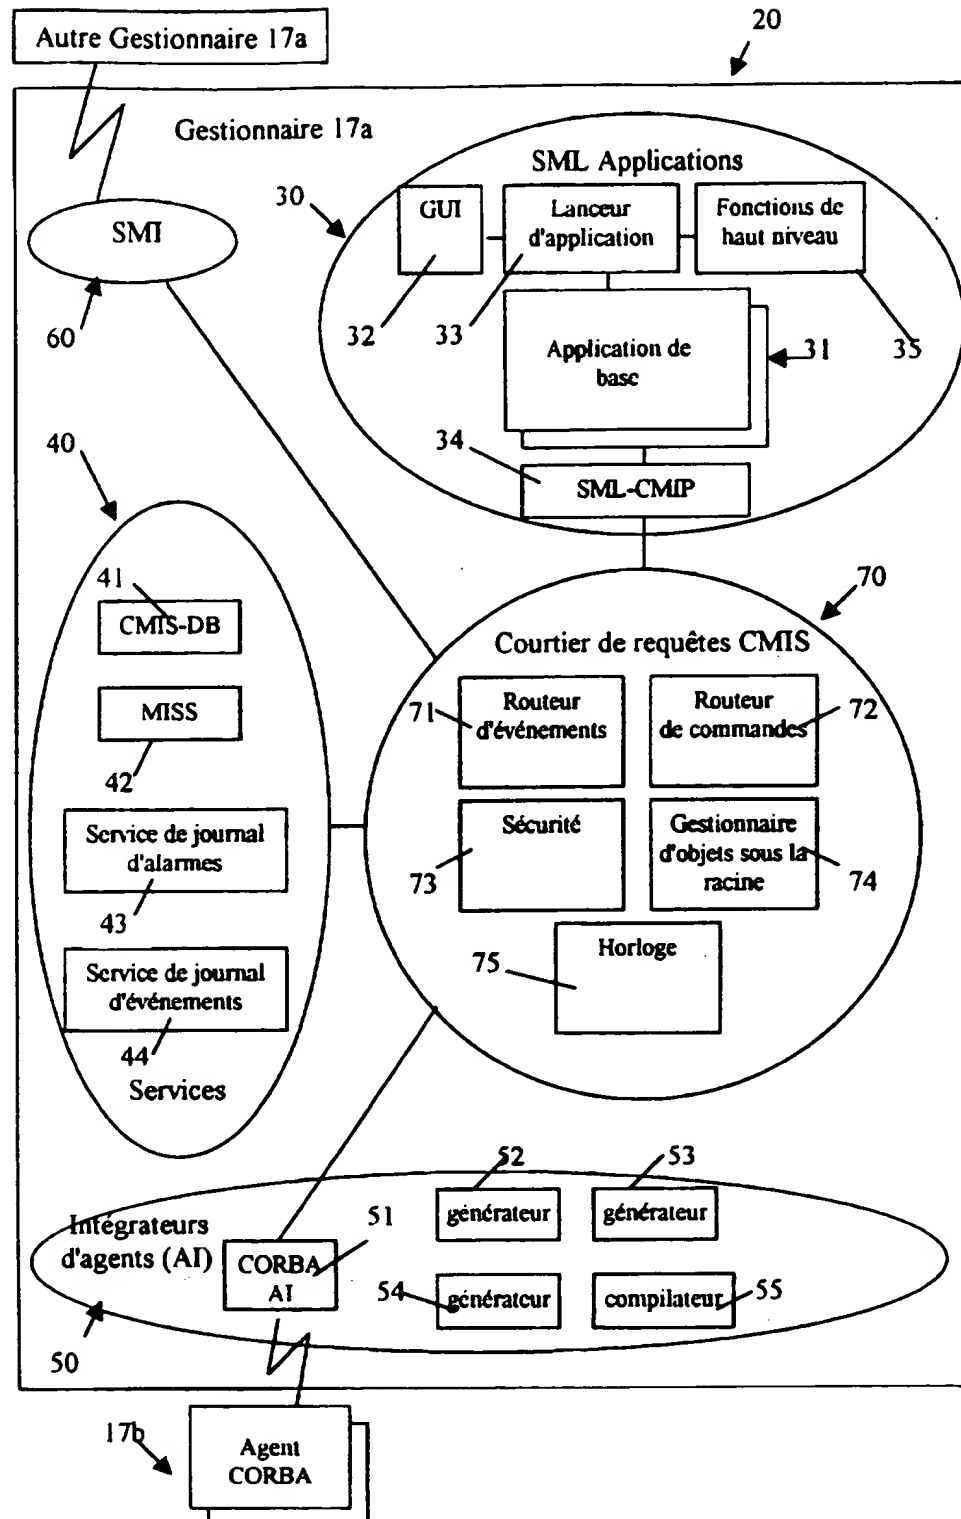 Autre Gestionnaire 17a
20
Gestionnaire 17a
SML Applications
30
GUI
Lanceur
d'application
Fonctions de
haut niveau
SMI
60
32
33
31
35
Application de
base
34
SML-CMIP
40
41
CMIS-DB
MISS
42
Service de journal
d'alarmes
43
Service de journal
d'événements
44
Services
70
Courtier de requêtes CMIS
71
Routeur
d'événements
Routeur
de commandes
72
Sécurité
73
Gestionnaire
d'objets sous la
racine
74
Horloge
75
52
53
Intégrateurs
d'agents (AI)
51
générateur
générateur
CORBA
AI
54
générateur
compilateur
55
50
17b
Agent
CORBA